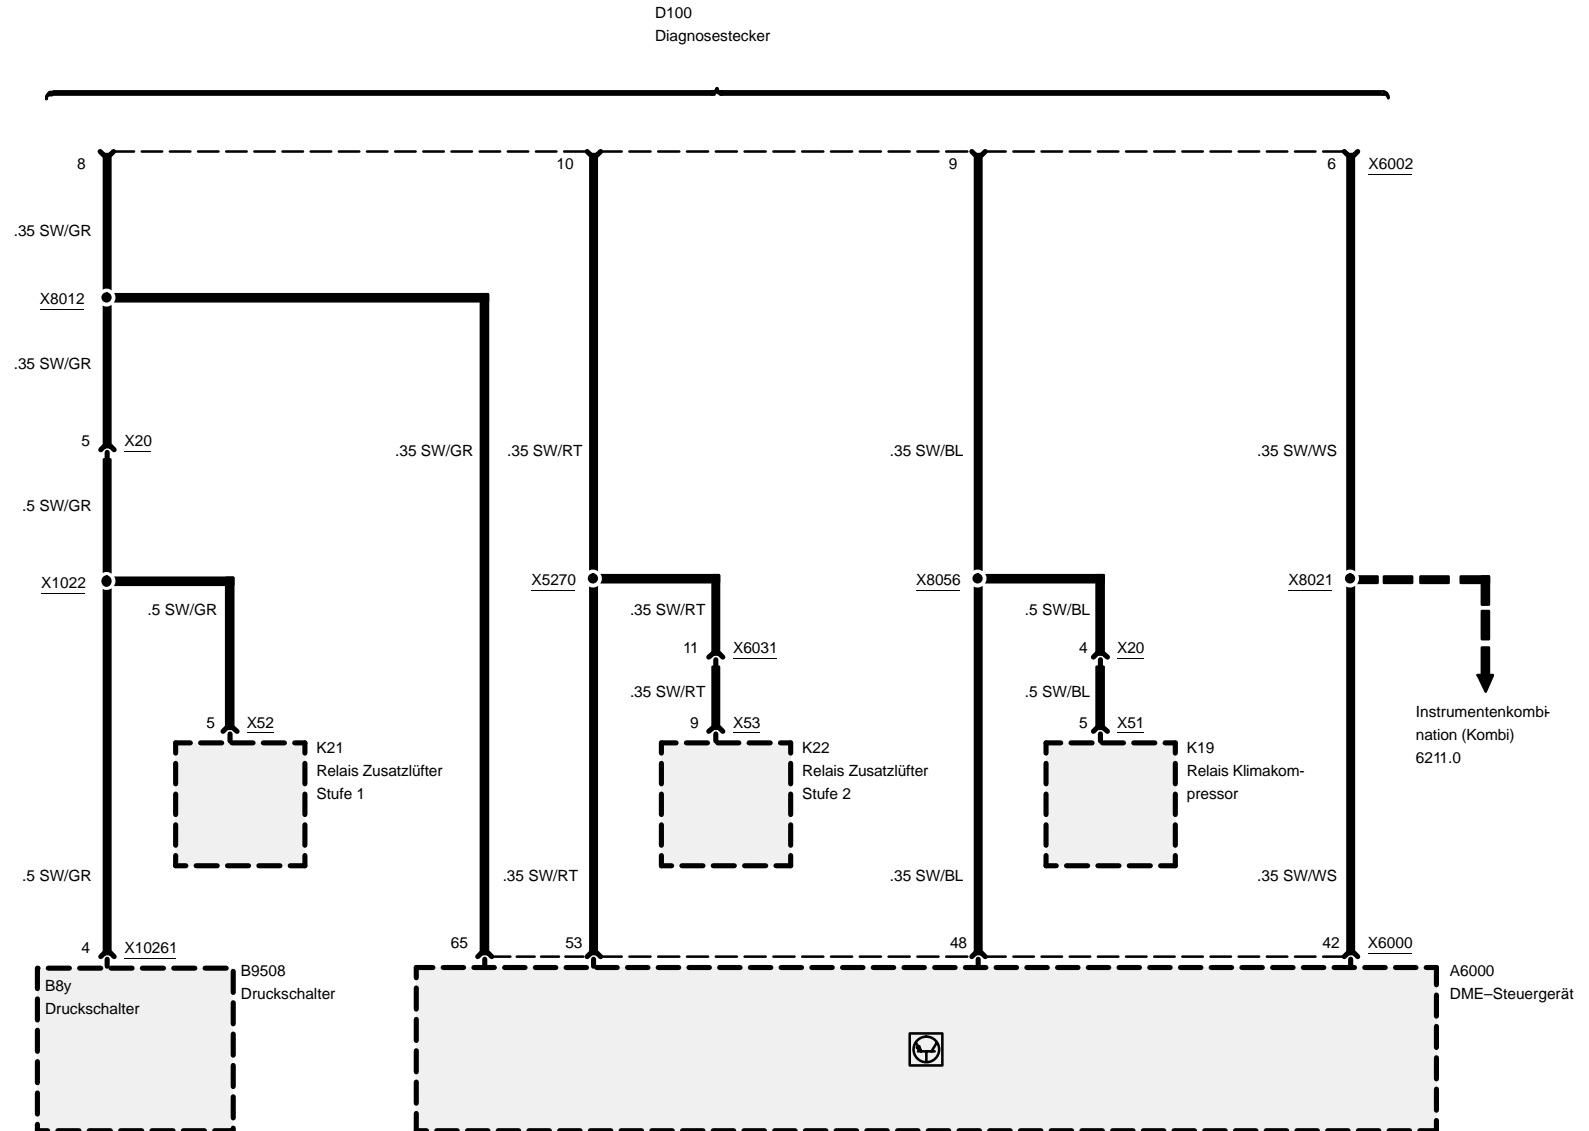 D100
Diagnosestecker
8
10
9
6 X6002
.35 SW/GR
X8012
.35 SW/GR
5 X20
.35 SW/GR
.35 SW/RT
.35 SW/BL
.35 SW/WS
.5 SW/GR
X1022
X5270
X8056
X8021
.5 SW/GR
.35 SW/RT
.5 SW/BL
11 X6031
4 X20
.35 SW/RT
.5 SW/BL
5 X52
9 X53
5 X51
Instrumentenkombi-
nation (Kombi)
6211.0
K21
Relais Zusatzlüfter
Stufe 1
K22
Relais Zusatzlüfter
Stufe 2
K19
Relais Klimakom-
pressor
.5 SW/GR
.35 SW/RT
.35 SW/BL
.35 SW/WS
4 X10261
65
53
48
42 X6000
B8y
Druckschalter
B9508
Druckschalter
A6000
DME–Steuergerät